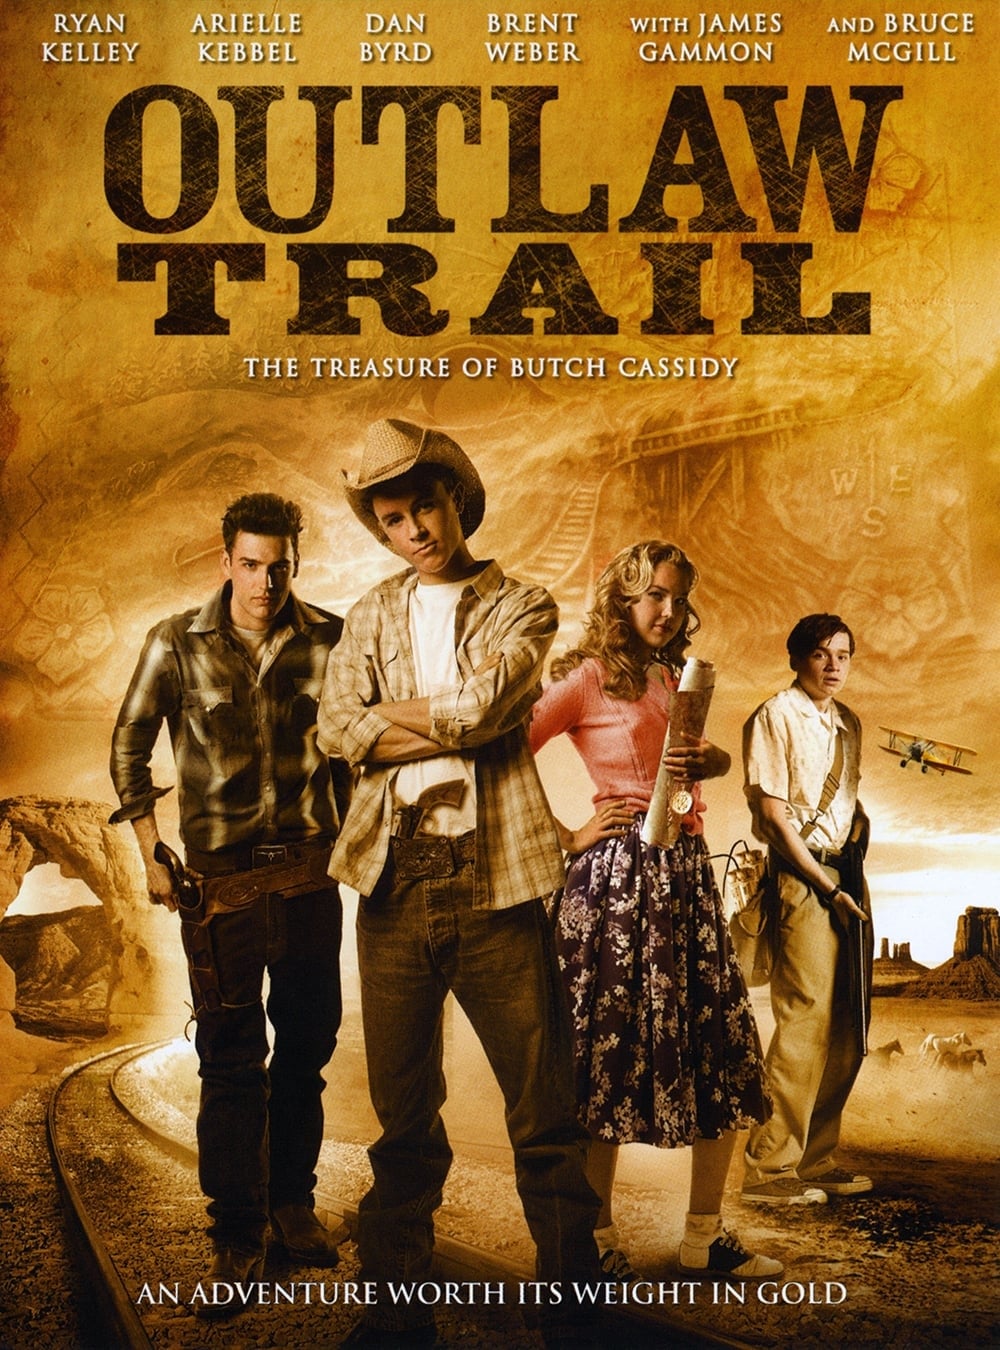 RYAN ARIELLE DAN BRENT WITH JAMES AND BRUCE
KELLEY KEBBEL BYRD WEBER GAMMON MCGILL
OUTLAW
TRAIL
THE TREASURE OF BUTCH CASSIDY
W E
S
AN ADVENTURE WORTH ITS WEIGHT IN GOLD